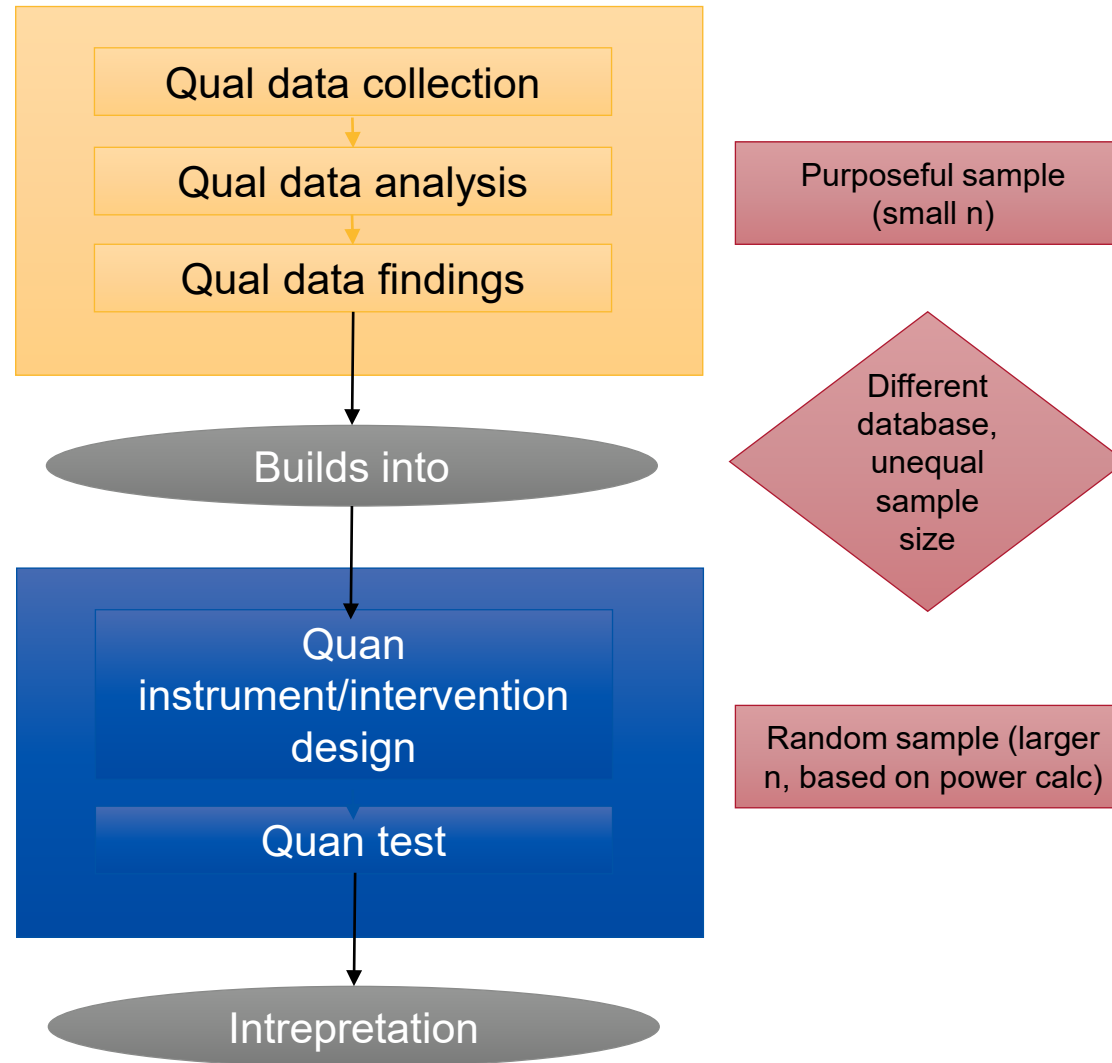 Qual data collection
Qual data analysis
Qual data findings
Builds into
Quan
instrument/intervention
design
Quan test
Intrepretation
Purposeful sample
(small n)
Different
database,
unequal
sample
size
Random sample (larger
n, based on power calc)